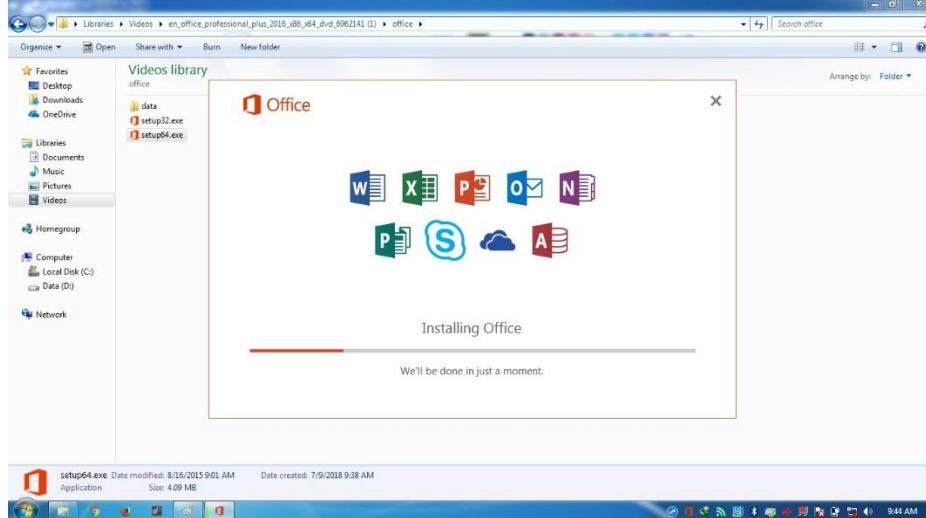 Libraries Videos en_office_professional_plus_2016_x86_x64_dvd_6962141 (1) office
Search office
Organize Open Share with Burn New folder
Favorites
Desktop
Downloads
OneDrive
Libraries
Documents
Music
Pictures
Videos
Homegroup
Computer
Local Disk (C:)
Data (D:)
Network
Videos library
office
Arrange by: Folder
data
setup32.exe
setup64.exe
Office
W X P O N
P S A
Installing Office
We'll be done in just a moment.
setup64.exe Date modified: 8/16/2015 9:01 AM Date created: 7/9/2018 9:38 AM
Application Size: 4.09 MB
9:44 AM